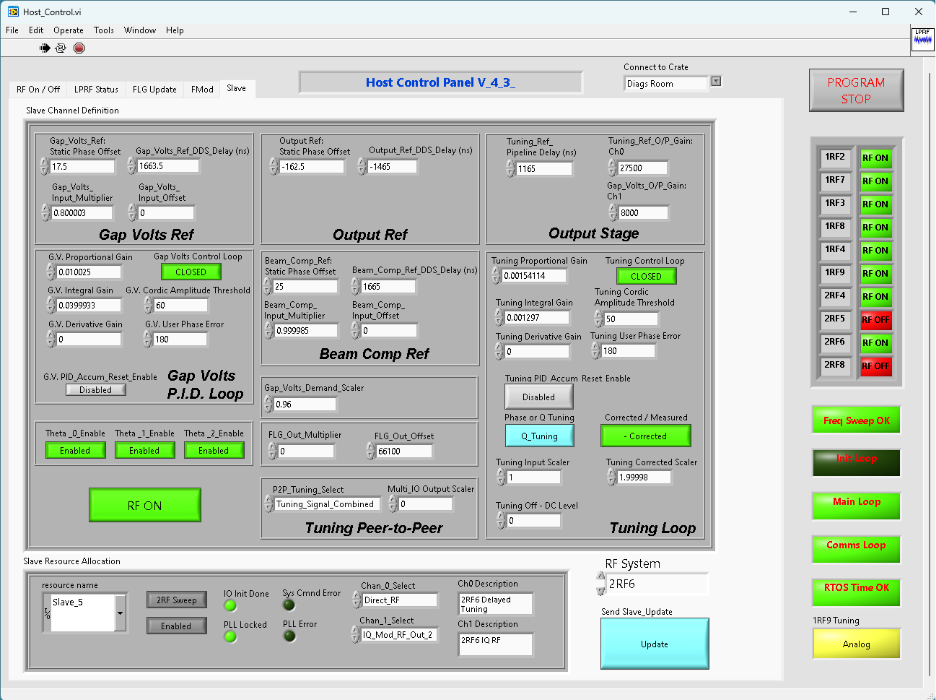 Host_Control.vi
File Edit Operate Tools Window Help
LPRF
RF On / Off LPRF Status FLG Update FMod Slave
Host Control Panel V_4_3_
Connect to Crate
Diags Room
PROGRAM
STOP
Slave Channel Definition
Gap_Volts_Ref:
Static Phase Offset
17.5
Gap_Volts_Ref_DDS_Delay (ns)
1663.5
Gap_Volts_
Input_Multiplier
0.800003
Gap_Volts_
Input_Offset
0
Gap Volts Ref
Output Ref:
Static Phase Offset
-162.5
Output_Ref_DDS_Delay (ns)
-1465
Output Ref
Tuning_Ref_
Pipeline Delay (ns)
1165
Tuning_Ref_O/P_Gain:
Ch0
27500
Gap_Volts_O/P_Gain:
Ch1
8000
Output Stage
G.V. Proportional Gain
0.010025
Gap Volts Control Loop
CLOSED
G.V. Integral Gain
0.0399933
G.V. Cordic Amplitude Threshold
60
G.V. Derivative Gain
0
G.V. User Phase Error
180
G.V. PID_Accum_Reset_Enable
Disabled
Gap Volts
P.I.D. Loop
Beam_Comp_Ref:
Static Phase Offset
25
Beam_Comp_Ref_DDS_Delay (ns)
1665
Beam_Comp_
Input_Multiplier
0.999985
Beam_Comp_
Input_Offset
0
Beam Comp Ref
Tuning Proportional Gain
0.00154114
Tuning Control Loop
CLOSED
Tuning Integral Gain
0.001297
Tuning Cordic
Amplitude Threshold
50
Tuning Derivative Gain
0
Tuning User Phase Error
180
Tuning PID_Accum_Reset Enable
Disabled
Phase or Q Tuning
Q_Tuning
Corrected / Measured
- Corrected
Tuning Input Scaler
1
Tuning Corrected Scaler
1.99998
Tuning Off - DC Level
0
Tuning Loop
Gap_Volts_Demand_Scaler
0.96
Theta _0_Enable Theta _1_Enable Theta _2_Enable
Enabled Enabled Enabled
FLG_Out_Multiplier
0
FLG_Out_Offset
66100
RF ON
P2P_Tuning_Select
Tuning_Signal_Combined
Multi_IO Output Scaler
0
Tuning Peer-to-Peer
Slave Resource Allocation
resource name
Slave_5
2RF Sweep
Enabled
IO Init Done
PLL Locked
Sys Cmnd Error
PLL Error
Chan_0_Select
Direct_RF
Chan_1_Select
IQ_Mod_RF_Out_2
Ch0 Description
2RF6 Delayed
Tuning
Ch1 Description
2RF6 IQ RF
RF System
2RF6
Send Slave_Update
Update
1RF2 RF ON
1RF7 RF ON
1RF3 RF ON
1RF8 RF ON
1RF4 RF ON
1RF9 RF ON
2RF4 RF ON
2RF5 RF OFF
2RF6 RF ON
2RF8 RF OFF
Freq Sweep OK
Init Loop
Main Loop
Comms Loop
RTOS Time OK
1RF9 Tuning
Analog